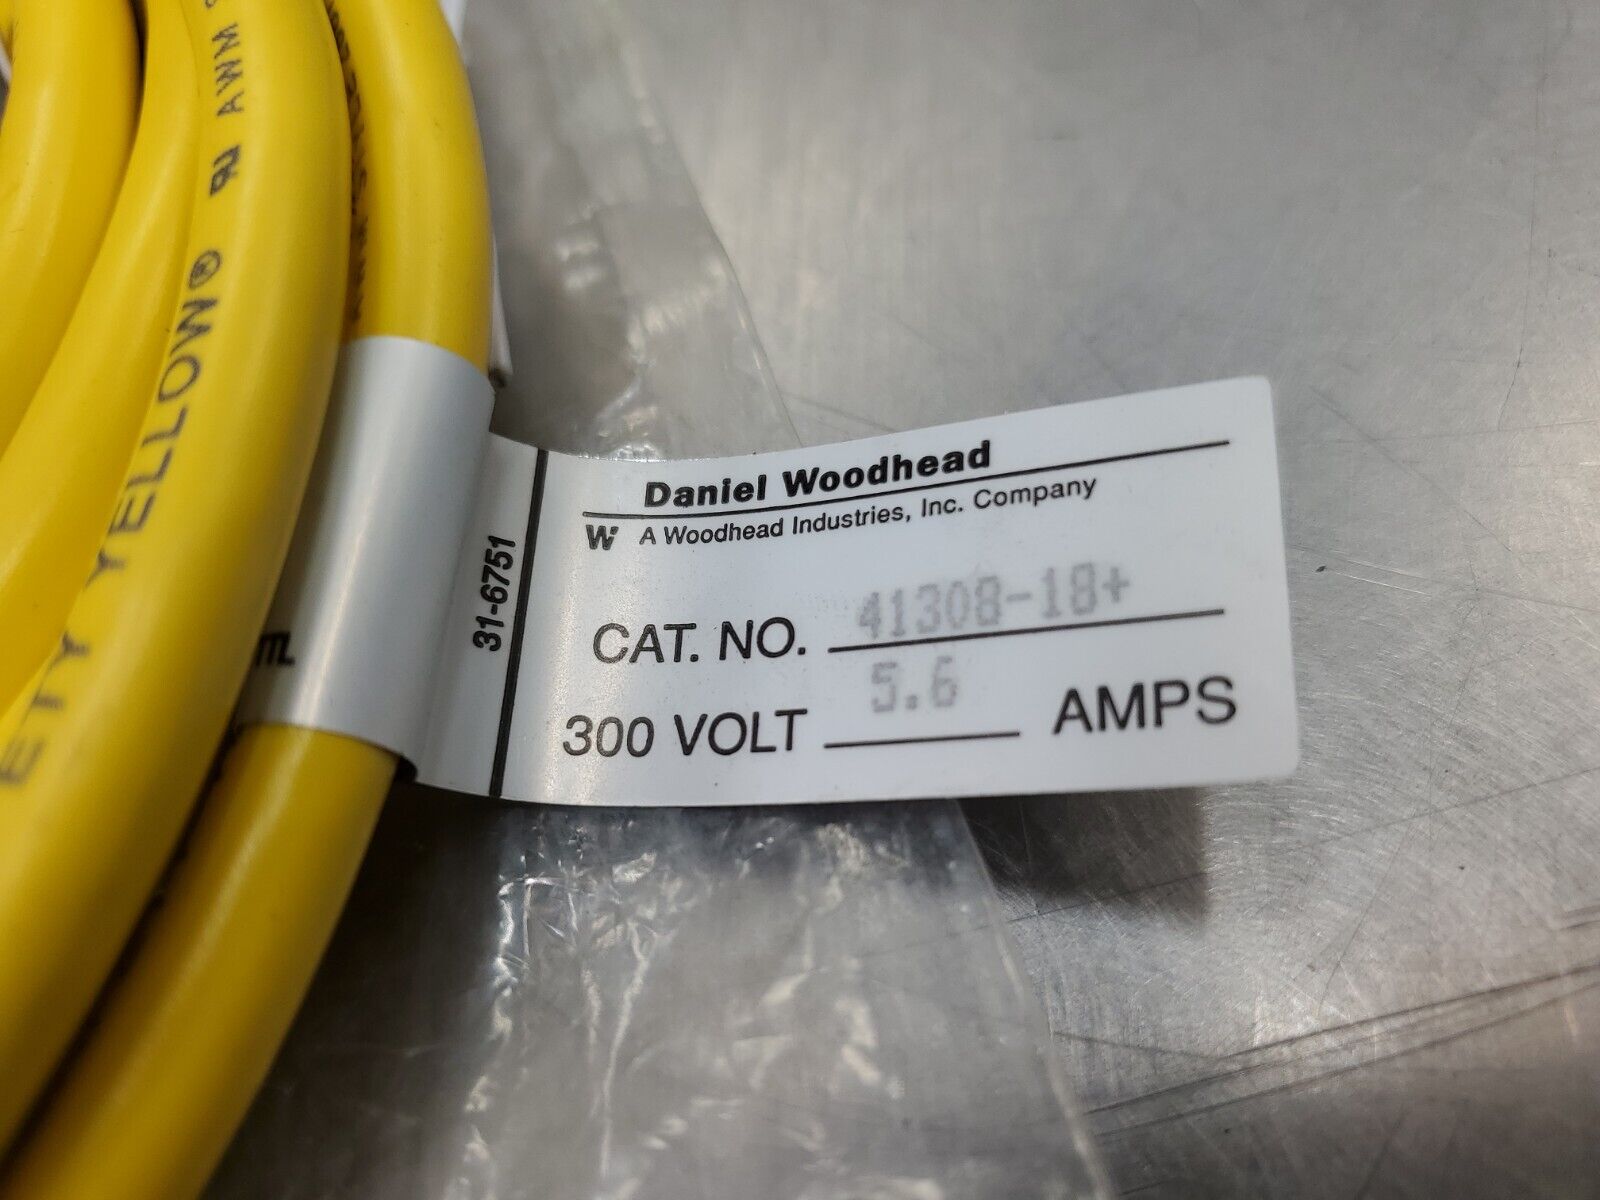 Daniel Woodhead
W A Woodhead Industries, Inc. Company
CAT. NO. 41308-18+
300 VOLT 5.6 AMPS
31-6751
m.
ETY YELLOW® AWM